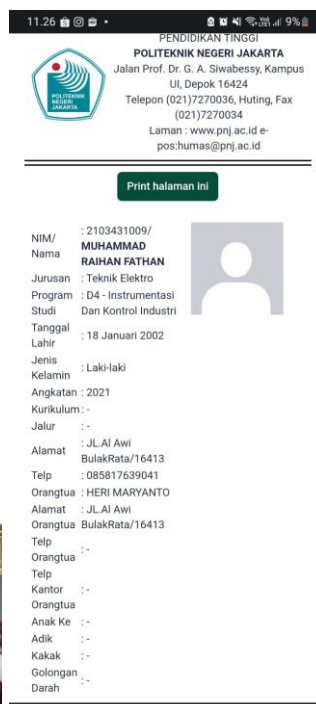 11.26
9%
PENDIDIKAN TINGGI
POLITEKNIK NEGERI JAKARTA
Jalan Prof. Dr. G. A. Siwabessy, Kampus
UI, Depok 16424
Telepon (021)7270036, Hutting, Fax
(021)7270034
Laman : www.pnj.ac.id e-
pos:humas@pnj.ac.id
POLITEKNIK
NEGERI
JAKARTA
Print halaman ini
NIM/ Nama : 2103431009/
MUHAMMAD
RAIHAN FATHAN
Jurusan : Teknik Elektro
Program Studi : D4 - Instrumentasi
Dan Kontrol Industri
Tanggal Lahir : 18 Januari 2002
Jenis Kelamin : Laki-laki
Angkatan : 2021
Kurikulum : -
Jalur : -
Alamat : JL.Al Awi
BulakRata/16413
Telp : 085817639041
Orangtua : HERI MARYANTO
Alamat : JL.Al Awi
Orangtua BulakRata/16413
Telp
Orangtua : -
Telp
Kantor : -
Orangtua
Anak Ke : -
Adik : -
Kakak : -
Golongan
Darah : -